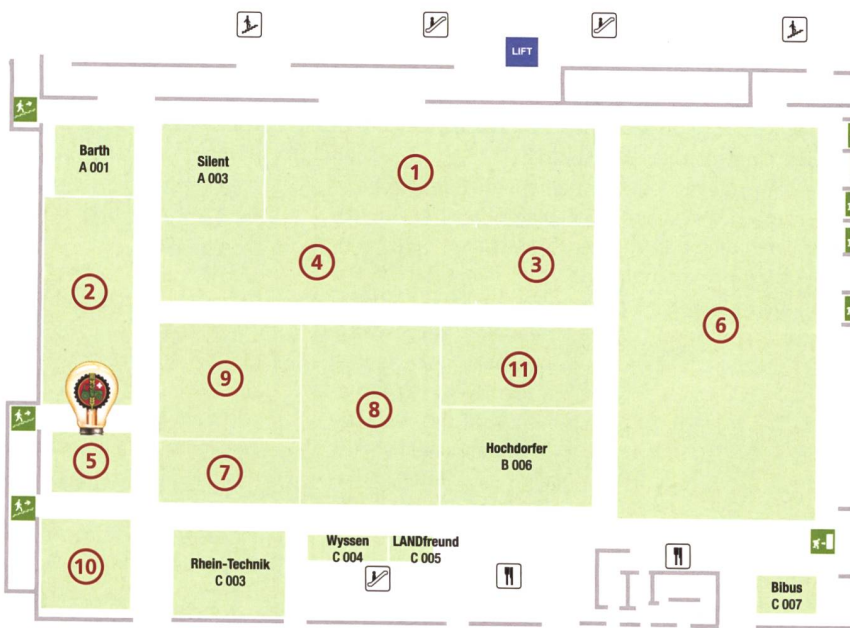 LIFT
Barth
A 001
Silent
A 003
1
2
4
3
6
9
8
11
5
7
Hochdorfer
B 006
10
Rhein-Technik
C 003
Wyssen
C 004
LANDfreund
C 005
Bibus
C 007